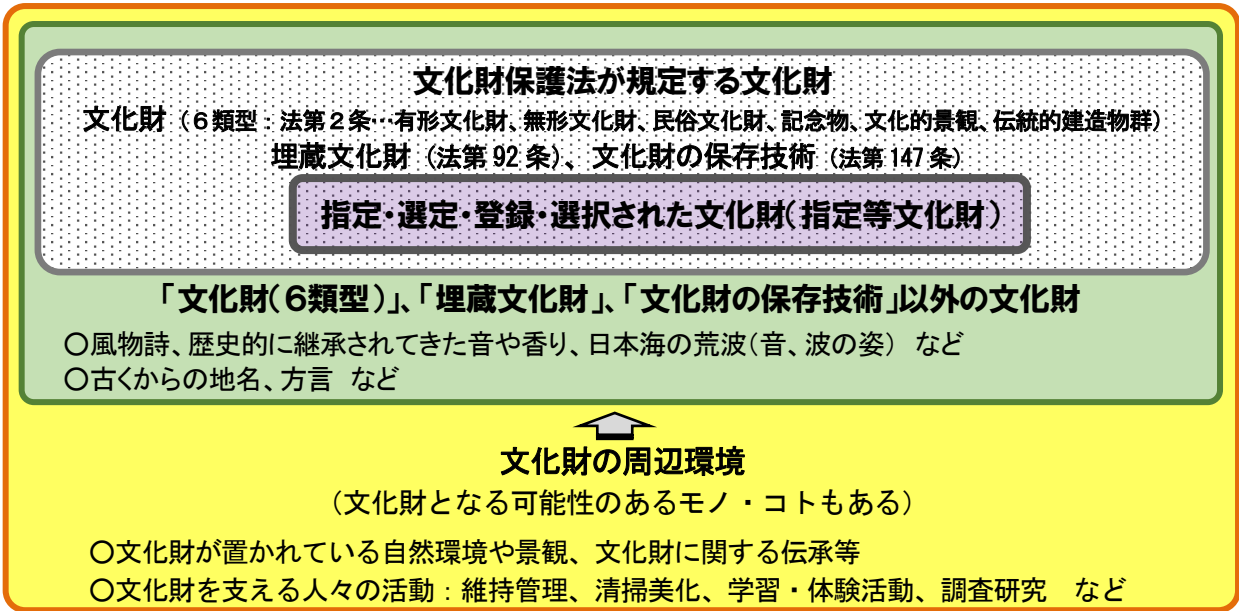 文化財保護法が規定する文化財
文化財（６類型：法第２条…有形文化財、無形文化財、民俗文化財、記念物、文化的景観、伝統的建造物群）
埋蔵文化財（法第 92 条）、文化財の保存技術（法第 147 条）
指定・選定・登録・選択された文化財（指定等文化財）
「文化財（６類型）」、「埋蔵文化財」、「文化財の保存技術」以外の文化財
〇風物詩、歴史的に継承されてきた音や香り、日本海の荒波（音、波の姿） など
〇古くからの地名、方言 など
文化財の周辺環境
（文化財となる可能性のあるモノ・コトもある）
〇文化財が置かれている自然環境や景観、文化財に関する伝承等
〇文化財を支える人々の活動：維持管理、清掃美化、学習・体験活動、調査研究 など